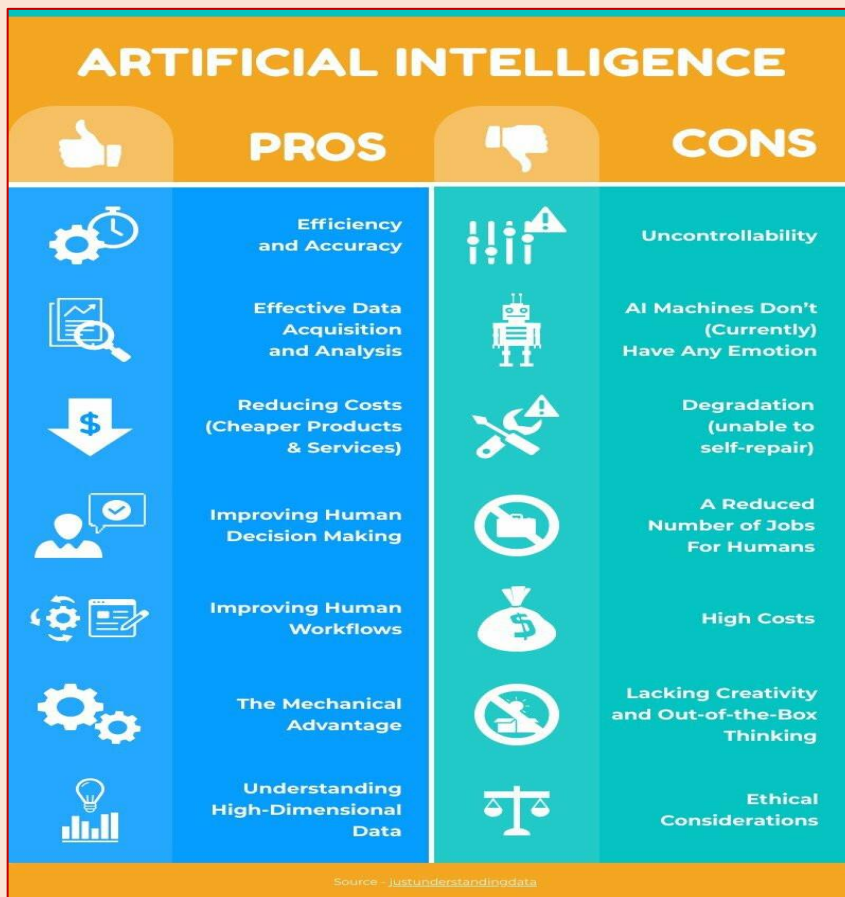 ARTIFICIAL INTELLIGENCE
PROS
CONS
Efficiency
and Accuracy
Uncontrollability
Effective Data
Acquisition
and Analysis
AI Machines Don't
(Currently)
Have Any Emotion
Reducing Costs
(Cheaper Products
& Services)
Degradation
(unable to
self-repair)
Improving Human
Decision Making
A Reduced
Number of Jobs
For Humans
Improving Human
Workflows
High Costs
The Mechanical
Advantage
Lacking Creativity
and Out-of-the-Box
Thinking
Understanding
High-Dimensional
Data
Ethical
Considerations
Source - justunderstandingdata